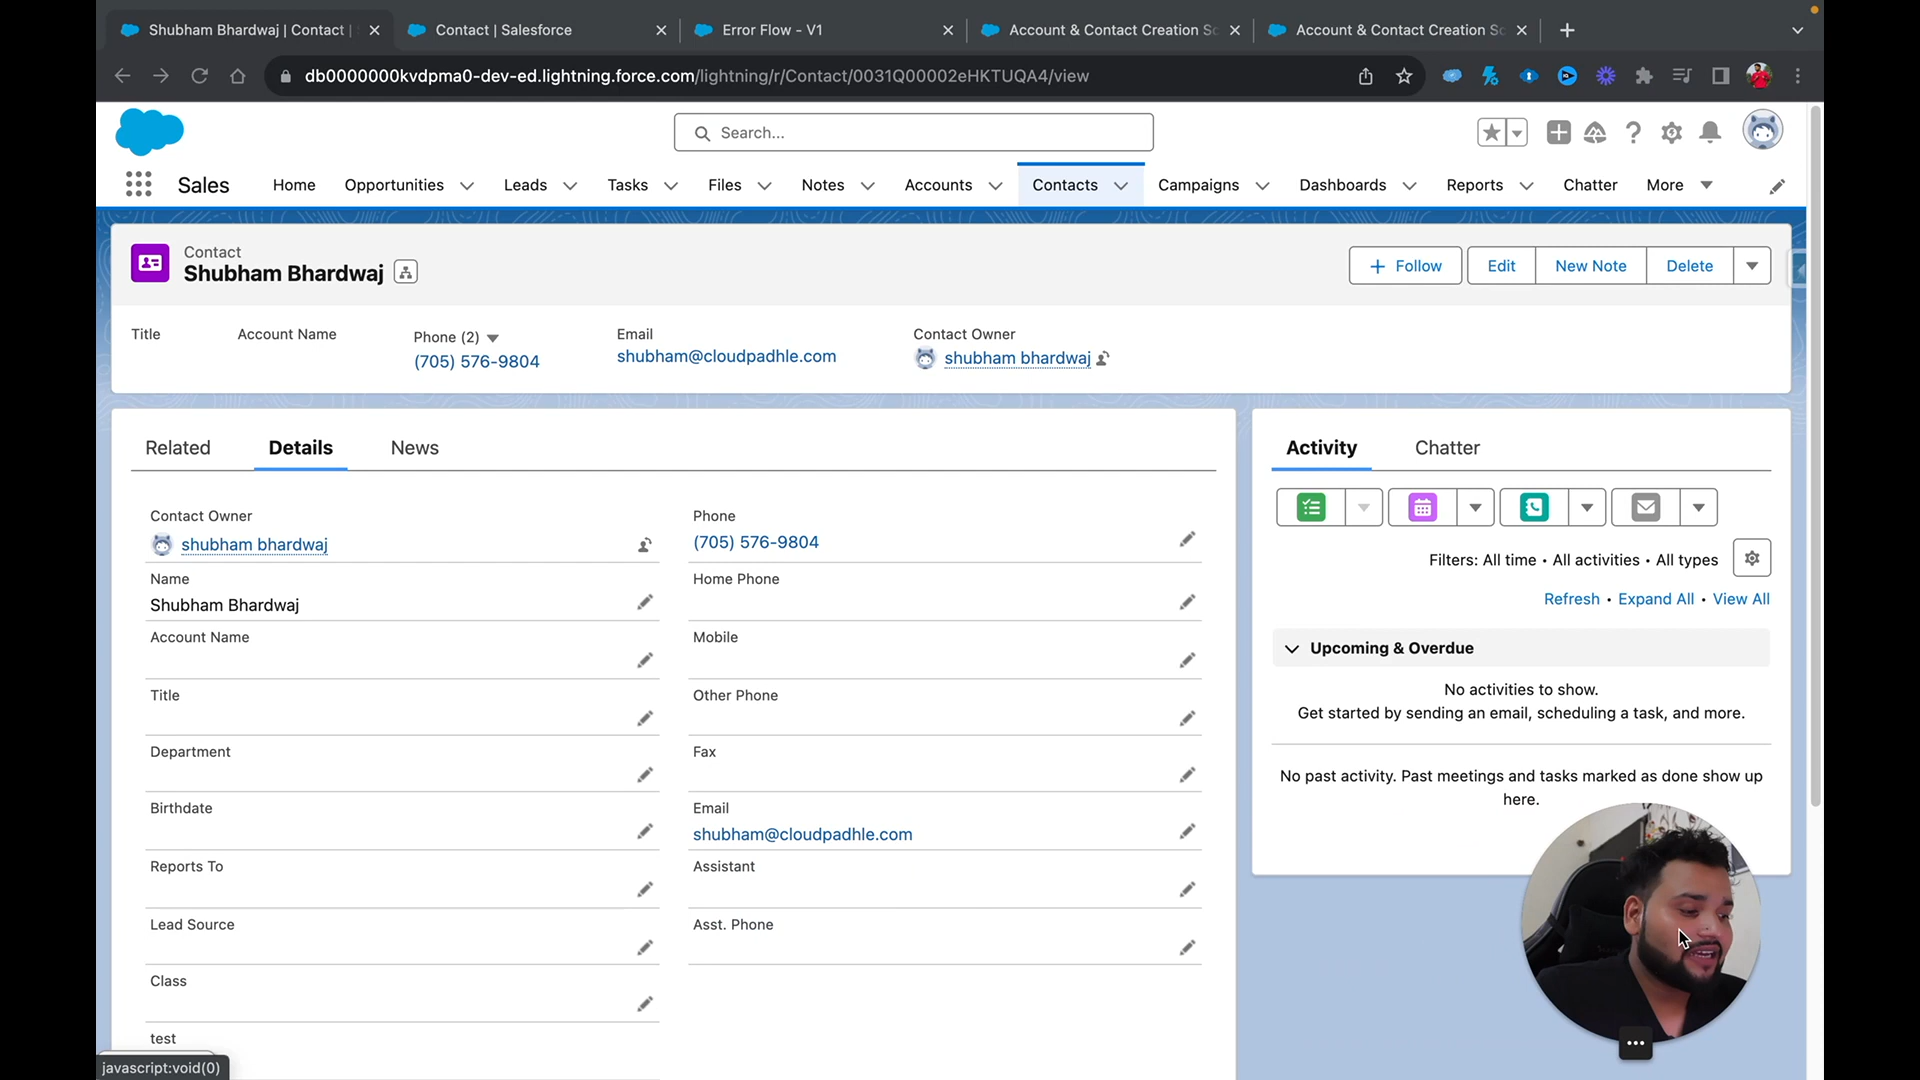 Shubham Bhardwaj | Contact |
Contact | Salesforce
Error Flow - V1
Account & Contact Creation Sc
Account & Contact Creation Sc
db0000000kvdpma0-dev-ed.lightning.force.com/lightning/r/Contact/0031Q00002eHKTUQA4/view
Search...
Sales
Home
Opportunities
Leads
Tasks
Files
Notes
Accounts
Contacts
Campaigns
Dashboards
Reports
Chatter
More
Contact
Shubham Bhardwaj
Follow
Edit
New Note
Delete
Title
Account Name
Phone (2)
(705) 576-9804
Email
shubham@cloudpadhle.com
Contact Owner
shubham bhardwaj
Related
Details
News
Contact Owner
shubham bhardwaj
Name
Shubham Bhardwaj
Account Name
Title
Department
Birthdate
Reports To
Lead Source
Class
test
Phone
(705) 576-9804
Home Phone
Mobile
Other Phone
Fax
Email
shubham@cloudpadhle.com
Assistant
Asst. Phone
Activity
Chatter
Filters: All time • All activities • All types
Refresh • Expand All • View All
Upcoming & Overdue
No activities to show.
Get started by sending an email, scheduling a task, and more.
No past activity. Past meetings and tasks marked as done show up
here.
javascript:void(0)